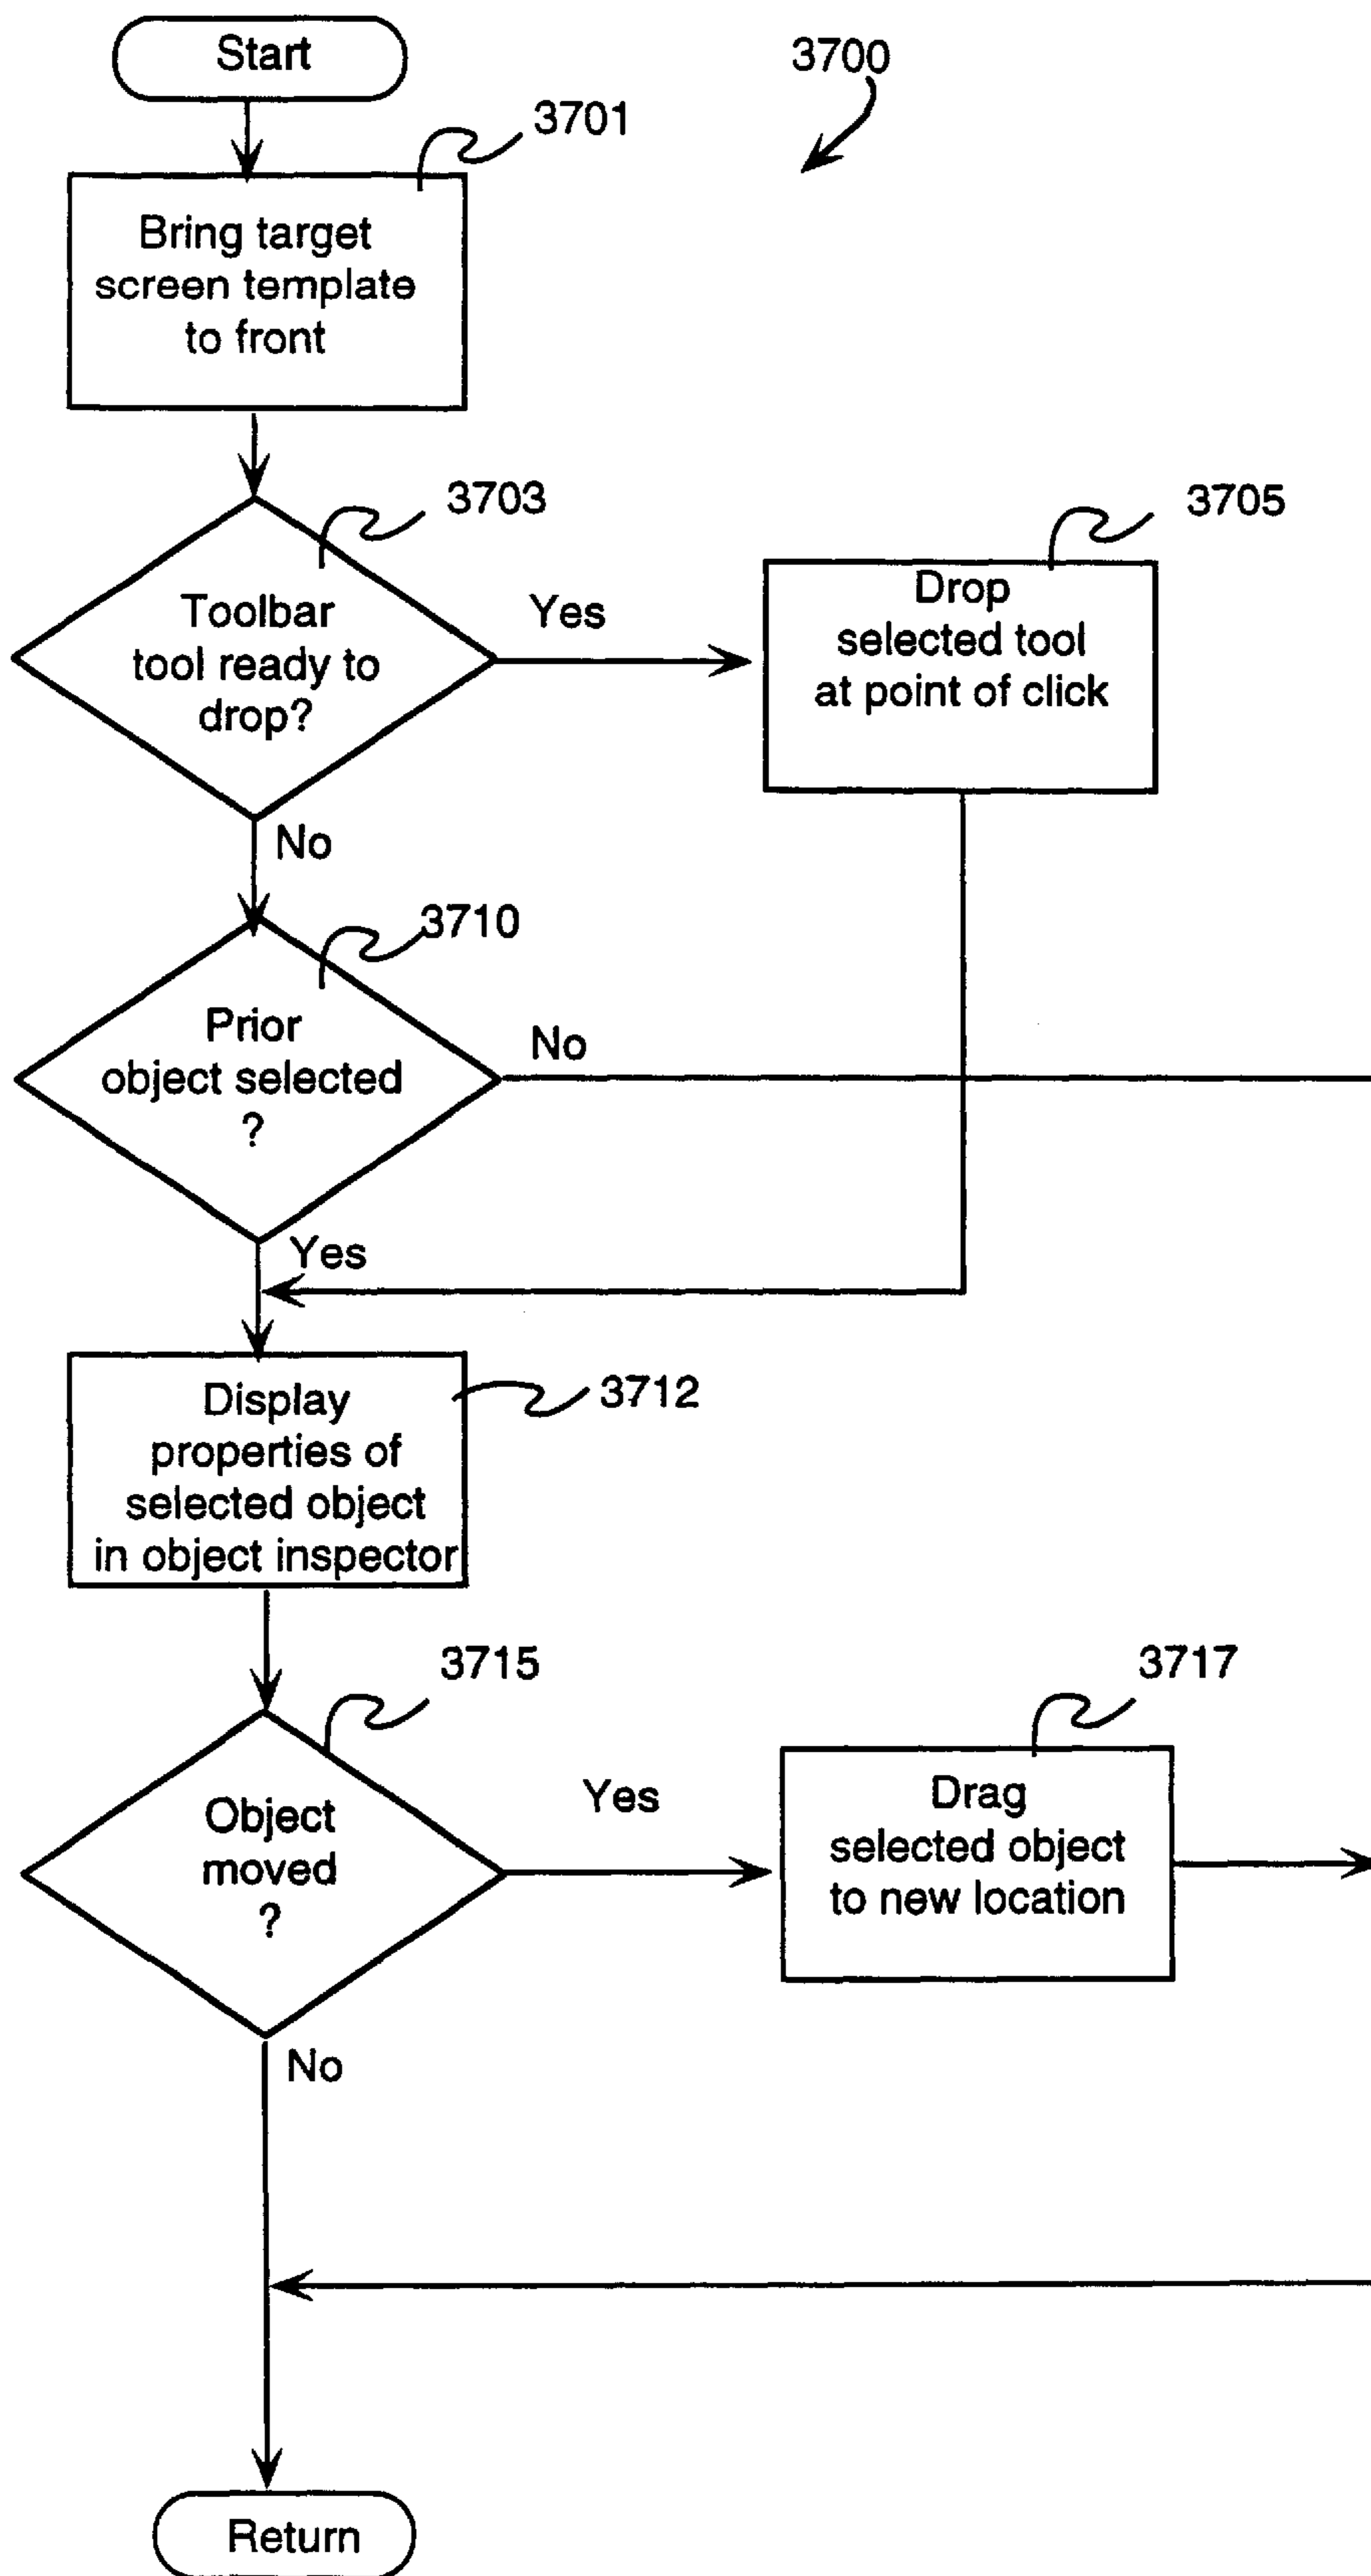 Start
3700
3701
Bring target
screen template
to front
3703
Toolbar
tool ready to
drop?
Yes
3705
Drop
selected tool
at point of click
No
3710
Prior
object selected
?
No
Yes
Display
properties of
selected object
in object inspector
3712
3715
Object
moved
?
Yes
3717
Drag
selected object
to new location
No
Return